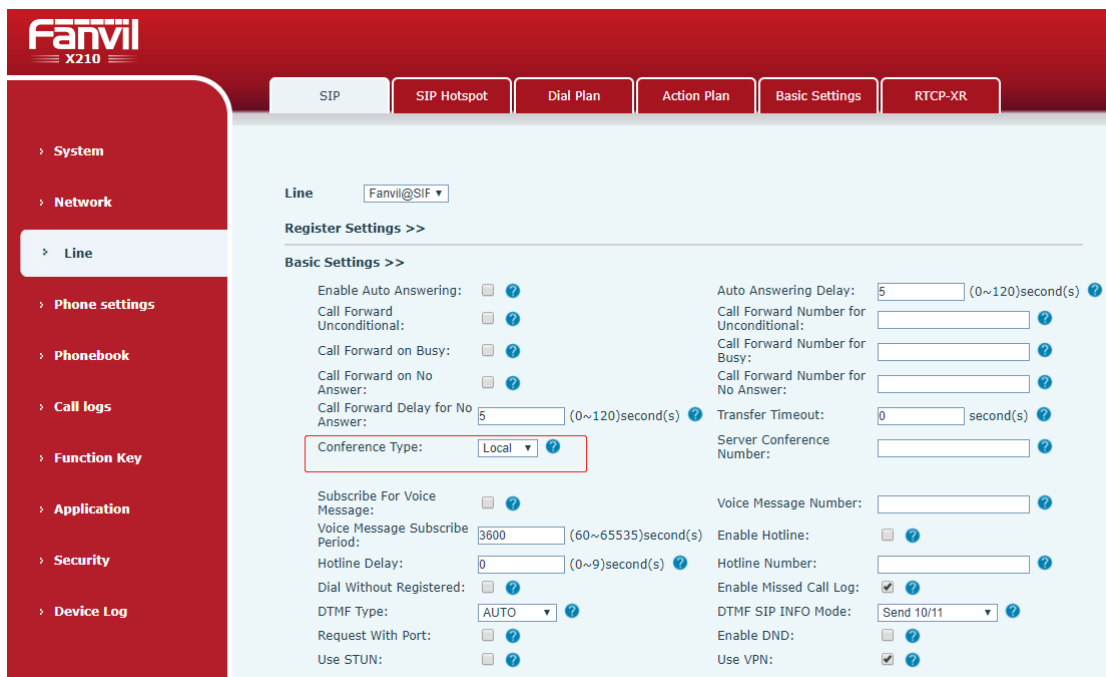 Fanvil
X210
SIP
SIP Hotspot
Dial Plan
Action Plan
Basic Settings
RTCP-XR
System
Network
Line
Phone settings
Phonebook
Call logs
Function Key
Application
Security
Device Log
Line Fanvil@SIF
Register Settings >>
Basic Settings >>
Enable Auto Answering:
Auto Answering Delay: 5 (0~120)second(s)
Call Forward
Unconditional:
Call Forward Number for
Unconditional:
Call Forward on Busy:
Call Forward Number for
Busy:
Call Forward on No
Answer:
Call Forward Number for
No Answer:
Call Forward Delay for No
Answer: 5 (0~120)second(s)
Transfer Timeout: 0 second(s)
Conference Type: Local
Server Conference
Number:
Subscribe For Voice
Message:
Voice Message Number:
Voice Message Subscribe
Period: 3600 (60~65535)second(s)
Enable Hotline:
Hotline Delay: 0 (0~9)second(s)
Hotline Number:
Dial Without Registered:
Enable Missed Call Log:
DTMF Type: AUTO
DTMF SIP INFO Mode: Send 10/11
Request With Port:
Enable DND:
Use STUN:
Use VPN: